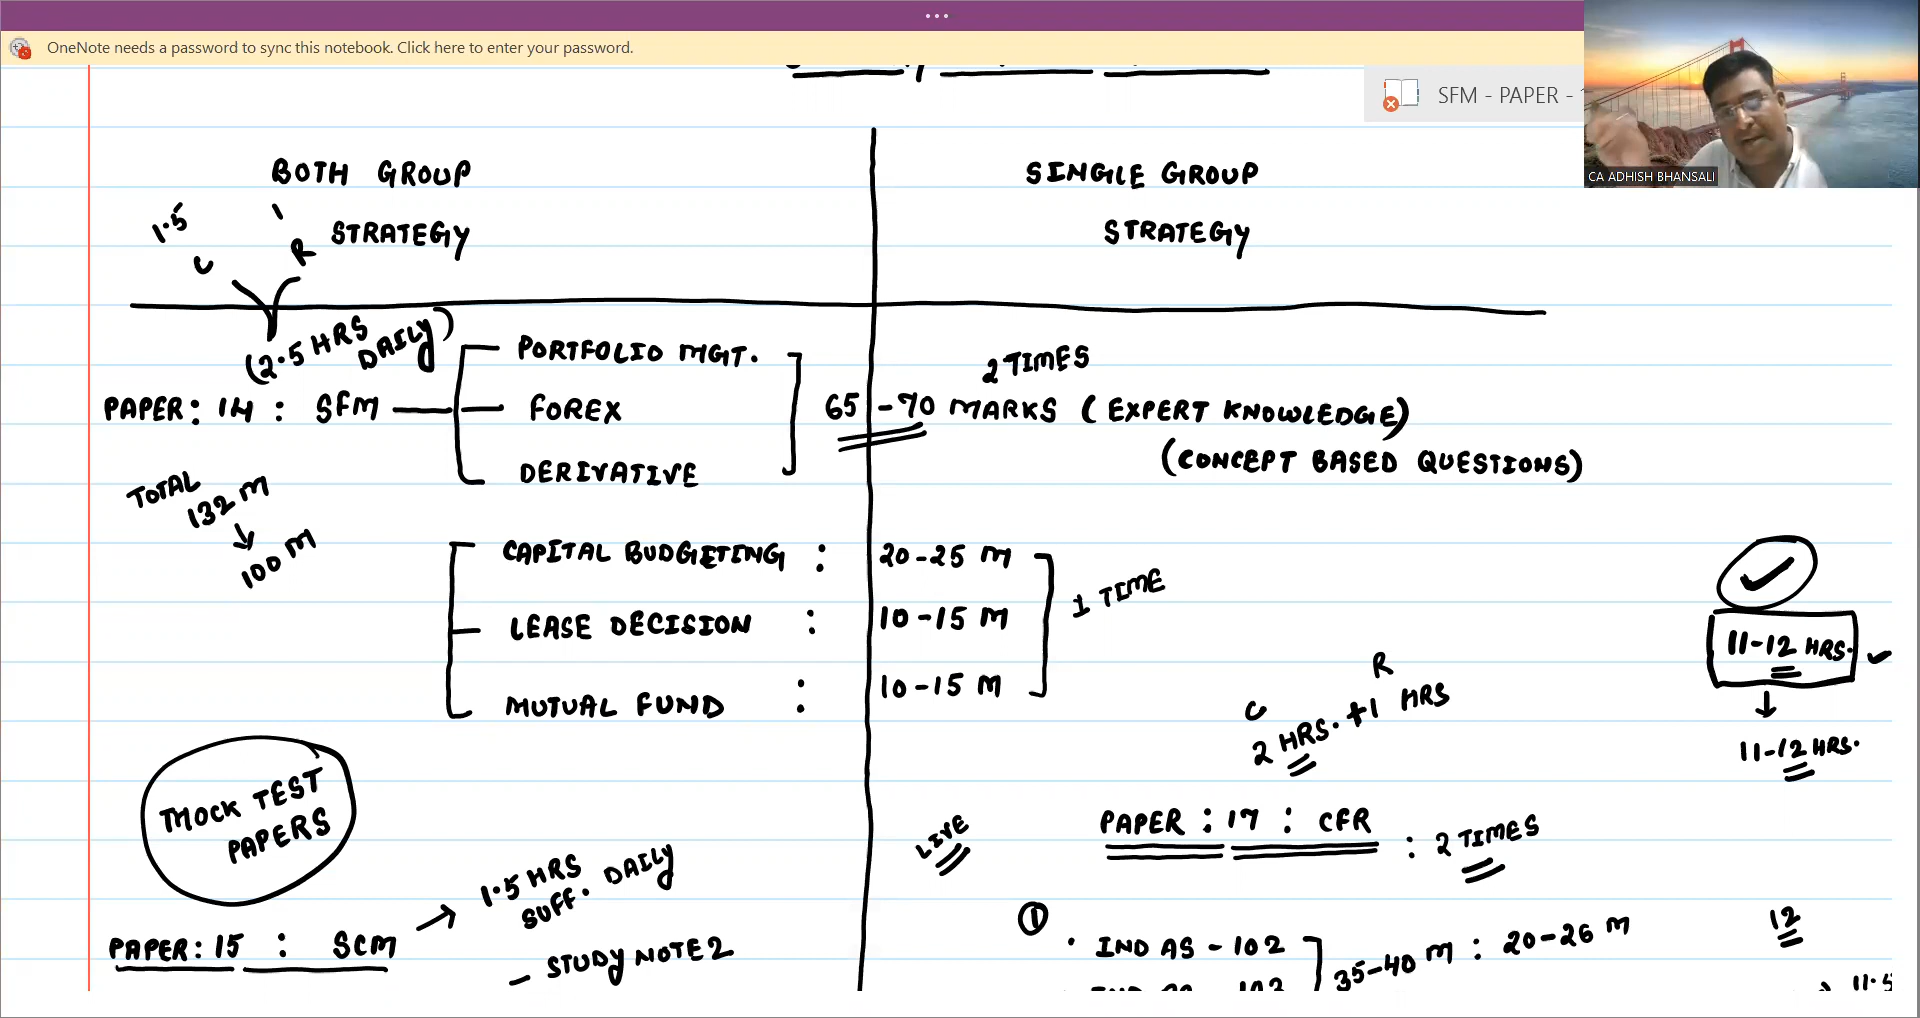 OneNote needs a password to sync this notebook. Click here to enter your password.
SFM - PAPER -
CA ADHISH BHANSALI
BOTH GROUP
STRATEGY
SINGLE GROUP
STRATEGY
1.5
C
1
R
(2.5 HRS
DAILY)
PAPER: 14 : SFM
PORTFOLIO MGT.
FOREX
DERIVATIVE
2 TIMES
65-70 MARKS (EXPERT KNOWLEDGE)
(CONCEPT BASED QUESTIONS)
TOTAL
132 M
100 M
CAPITAL BUDGETING : 20-25 M
LEASE DECISION : 10-15 M
MUTUAL FUND : 10-15 M
1 TIME
11-12 HRS.
11-12 HRS.
C
R
2 HRS. +1 HRS
MOCK TEST
PAPERS
LIVE
PAPER : 17 : CFR : 2 TIMES
PAPER: 15 : SCM
1.5 HRS
SUFF. DAILY
- STUDY NOTE 2
1
IND AS - 102
35-40 M : 20-26 M
12